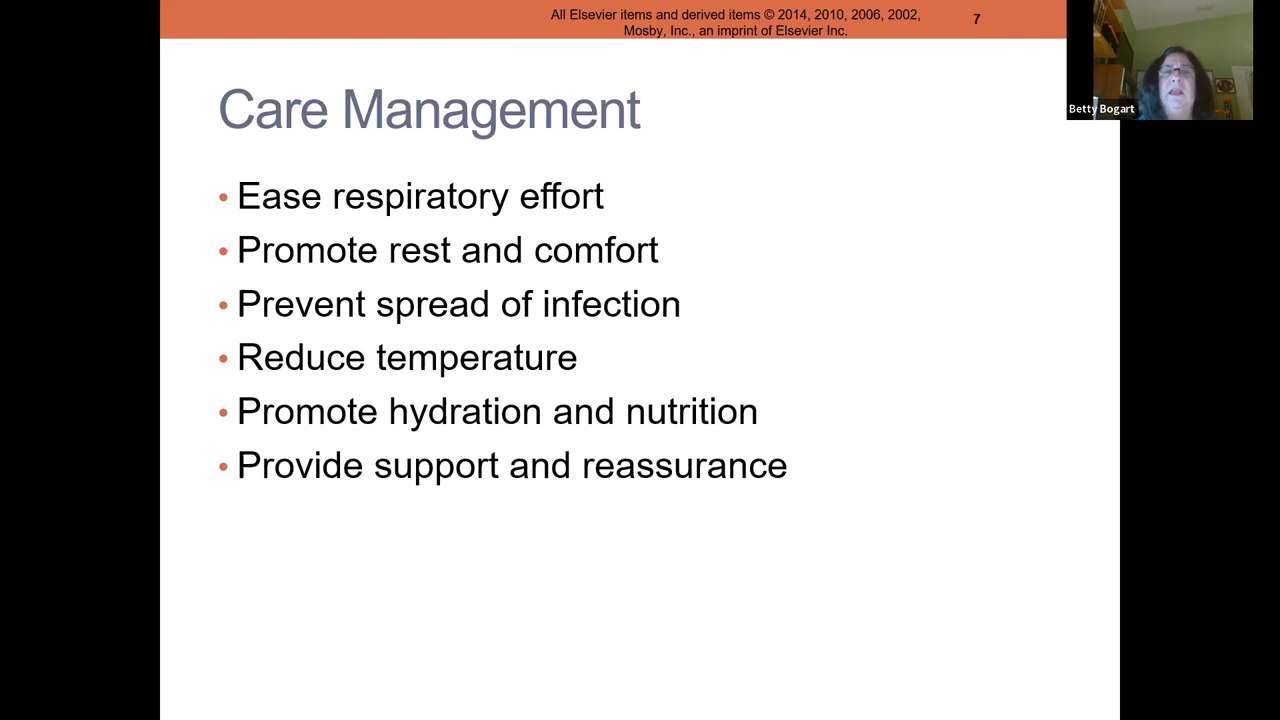 All Elsevier items and derived items © 2014, 2010, 2006, 2002,
Mosby, Inc., an imprint of Elsevier Inc.
7
Betty Bogart
Care Management
• Ease respiratory effort
• Promote rest and comfort
• Prevent spread of infection
• Reduce temperature
• Promote hydration and nutrition
• Provide support and reassurance